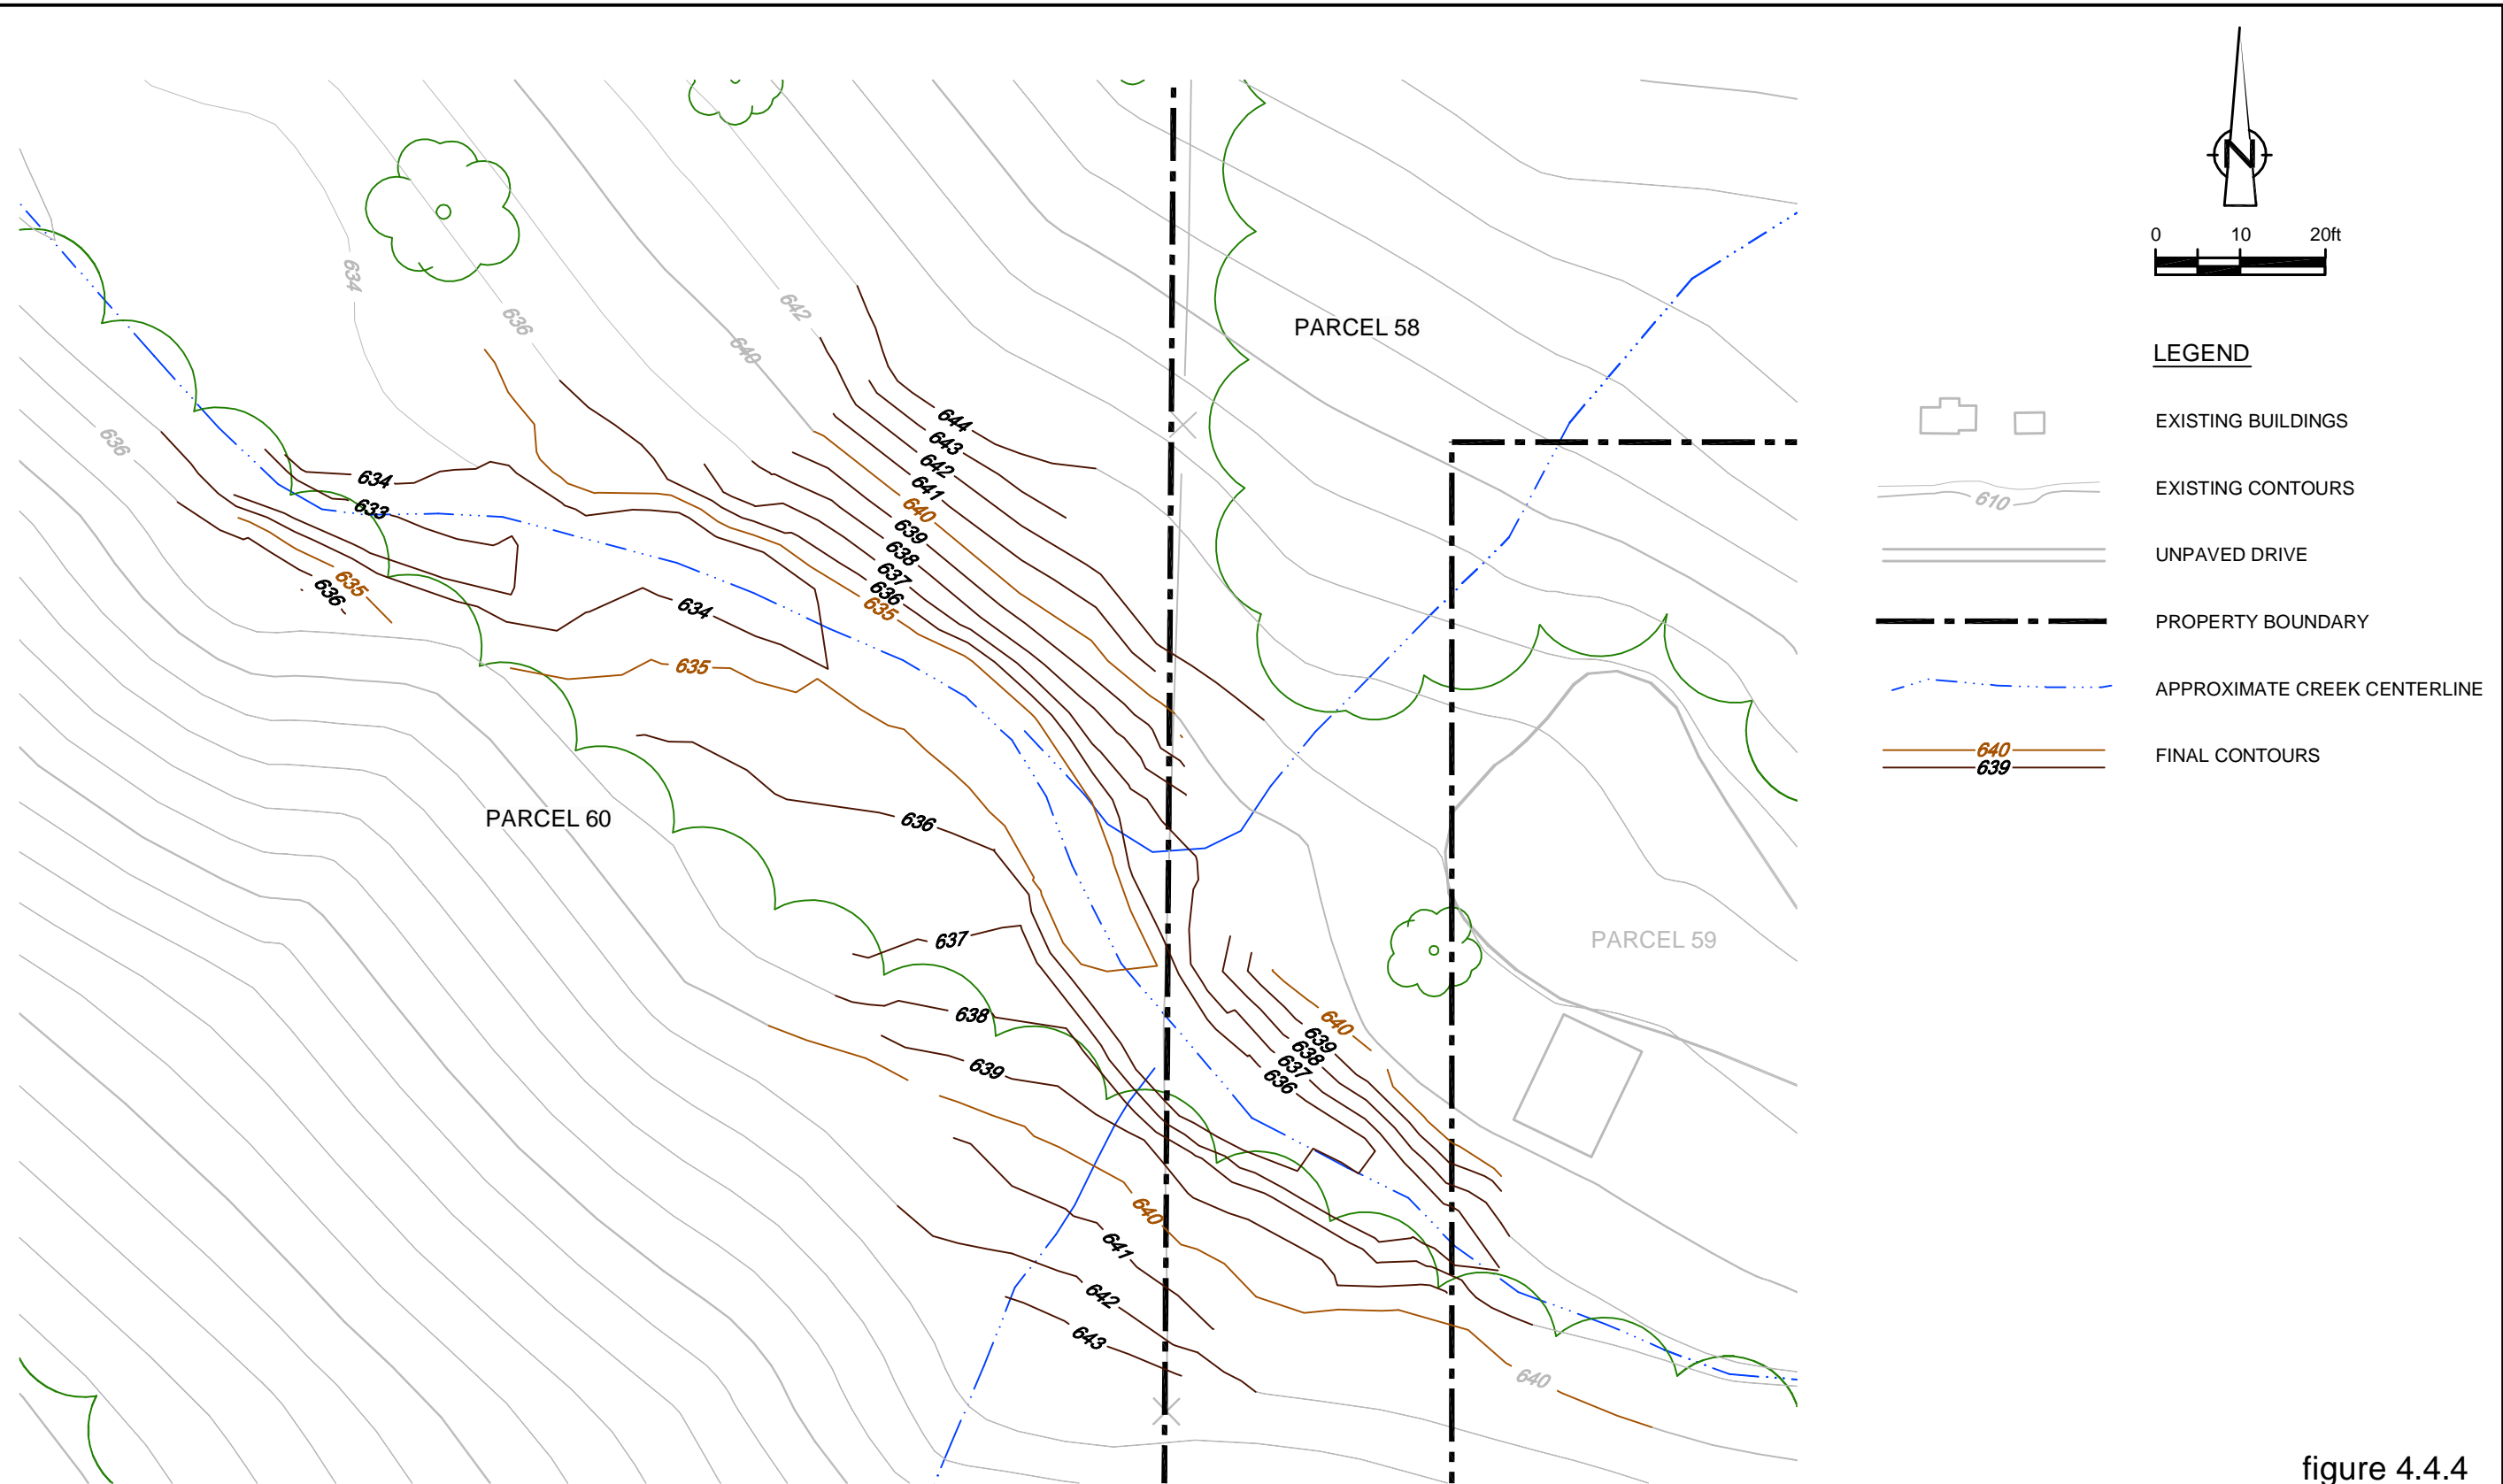 N
0 10 20ft
LEGEND
EXISTING BUILDINGS
610
EXISTING CONTOURS
UNPAVED DRIVE
PROPERTY BOUNDARY
APPROXIMATE CREEK CENTERLINE
640
639
FINAL CONTOURS
634
636
642
640
PARCEL 58
636
644
643
642
641
640
639
638
637
636
635
634
633
635
636
634
635
PARCEL 60
636
637
638
639
PARCEL 59
640
639
638
637
636
640
641
642
643
640
figure 4.4.4